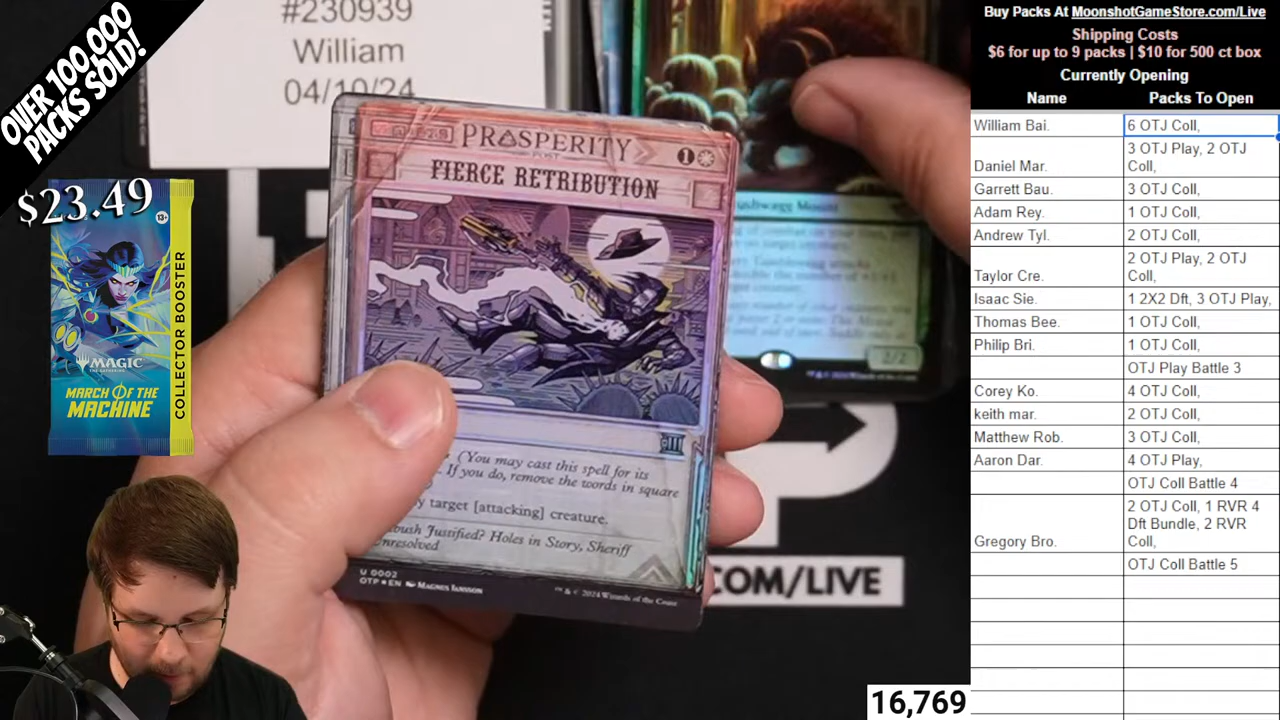 OVER 100,000
PACKS SOLD!
$23.49
13+
MAGIC
THE GATHERING
MARCH OF THE
MACHINE
COLLECTOR BOOSTER
#230939
William
04/10/24
PROSPERITY
POST
FIERCE RETRIBUTION
1
(You may cast this spell for its
If you do, remove the words in square
target [attacking] creature.
Justified? Holes in Story, Sheriff
Unresolved
U 0002
OTP ★ EN Magnus Jansson
™ & © 2024 Wizards of the Coast
Mount
2/2
COM/LIVE
16,769
Buy Packs At MoonshotGameStore.com/Live
Shipping Costs
$6 for up to 9 packs | $10 for 500 ct box
Currently Opening
Name Packs To Open
William Bai. 6 OTJ Coll,
3 OTJ Play, 2 OTJ
Daniel Mar. Coll,
Garrett Bau. 3 OTJ Coll,
Adam Rey. 1 OTJ Coll,
Andrew Tyl. 2 OTJ Coll,
2 OTJ Play, 2 OTJ
Taylor Cre. Coll,
Isaac Sie. 1 2X2 Dft, 3 OTJ Play,
Thomas Bee. 1 OTJ Coll,
Philip Bri. 1 OTJ Coll,
OTJ Play Battle 3
Corey Ko. 4 OTJ Coll,
keith mar. 2 OTJ Coll,
Matthew Rob. 3 OTJ Coll,
Aaron Dar. 4 OTJ Play,
OTJ Coll Battle 4
2 OTJ Coll, 1 RVR 4
Dft Bundle, 2 RVR
Gregory Bro. Coll,
OTJ Coll Battle 5